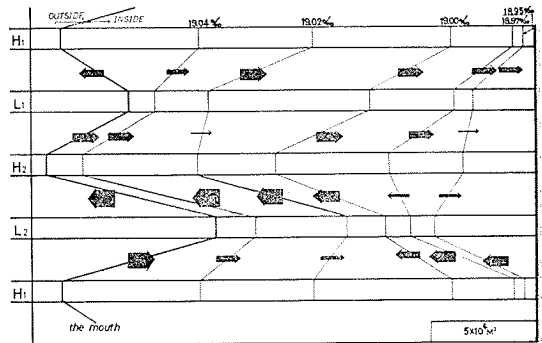 OUTSIDE INSIDE 19.04‰ 19.02‰ 19.00‰ 18.95‰
18.97‰
H₁
L₁
H₂
L₂
H₁
the mouth
5×10⁶M³